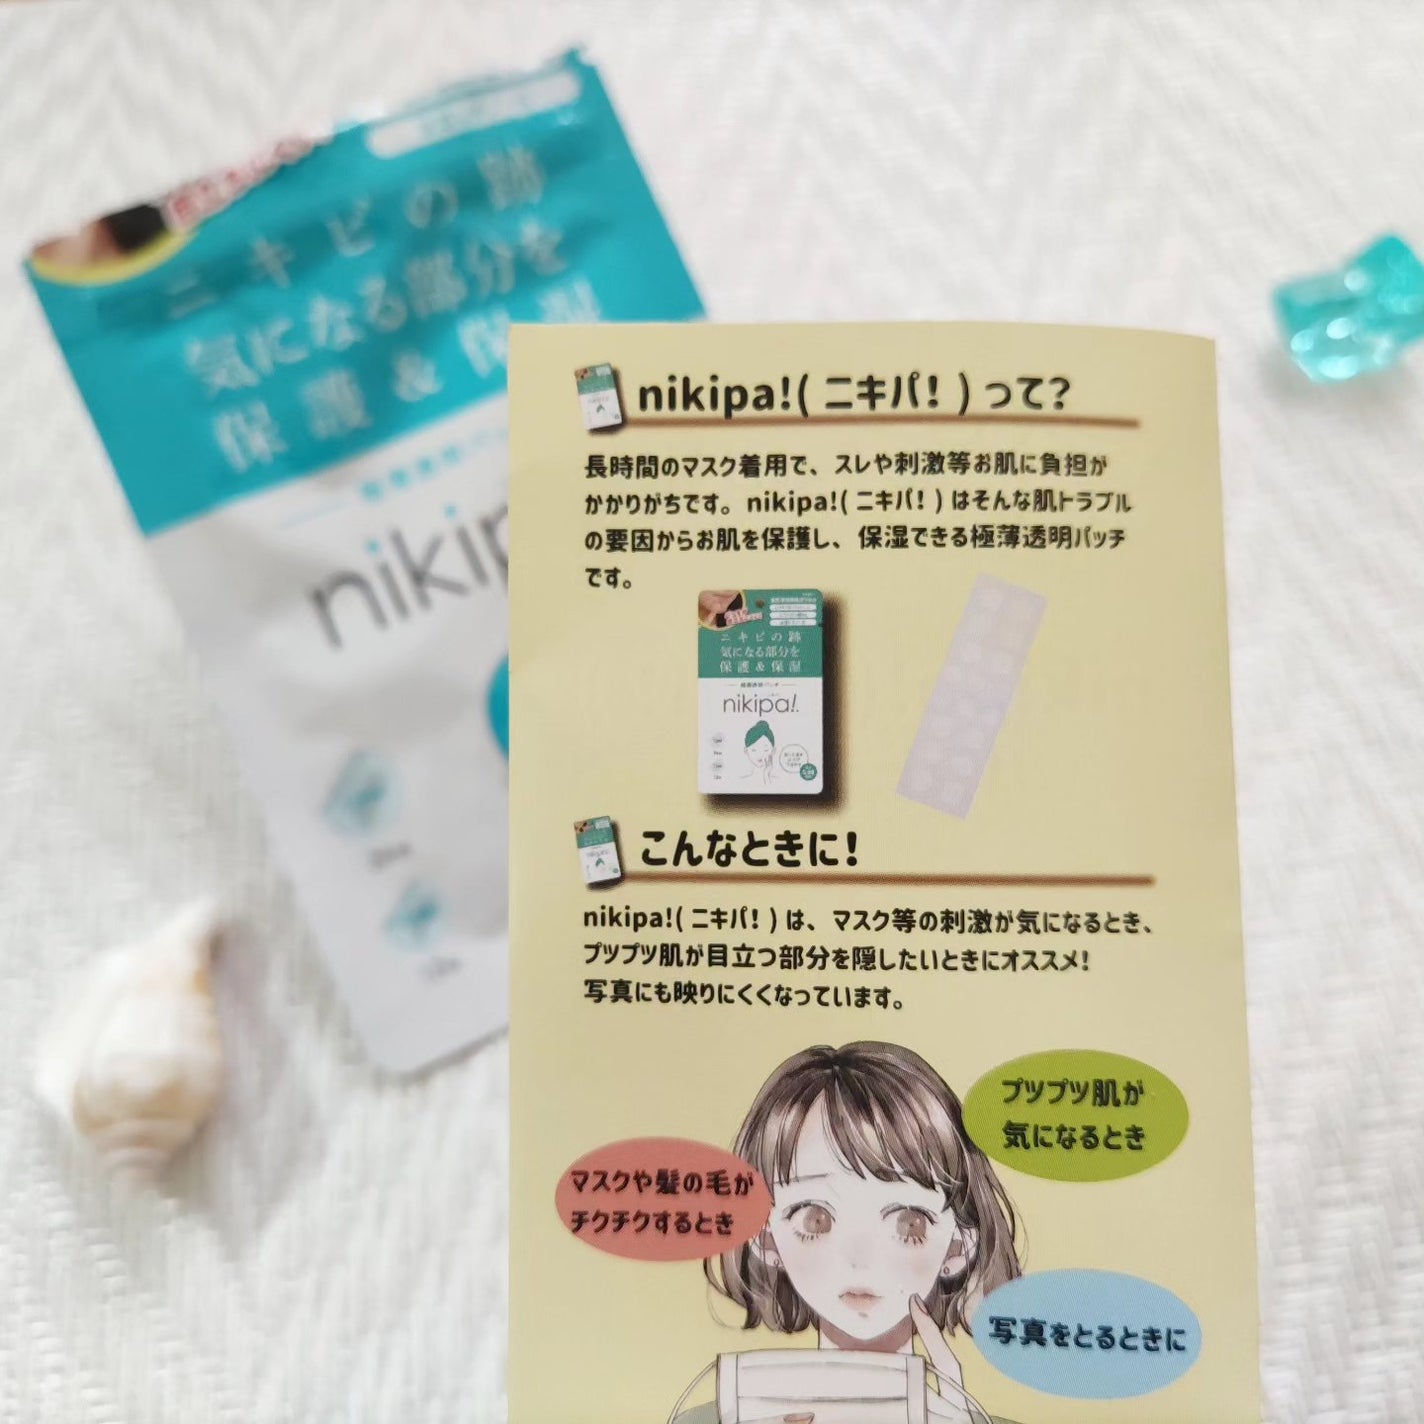 ニキビの跡
気になる部分を
保護&保湿
nikip
nikipa!(ニキパ!)って?
長時間のマスク着用で、スレや刺激等お肌に負担が
かかりがちです。nikipa!(ニキパ!)はそんな肌トラブル
の要因からお肌を保護し、保湿できる極薄透明パッチ
です。
ニキビの跡
気になる部分を
保護&保湿
極薄透明パッチ
nikipa!
こんなときに!
nikipa!(ニキパ!)は、マスク等の刺激が気になるとき、
プツプツ肌が目立つ部分を隠したいときにオススメ!
写真にも映りにくくなっています。
プツプツ肌が
気になるとき
マスクや髪の毛が
チクチクするとき
写真をとるときに